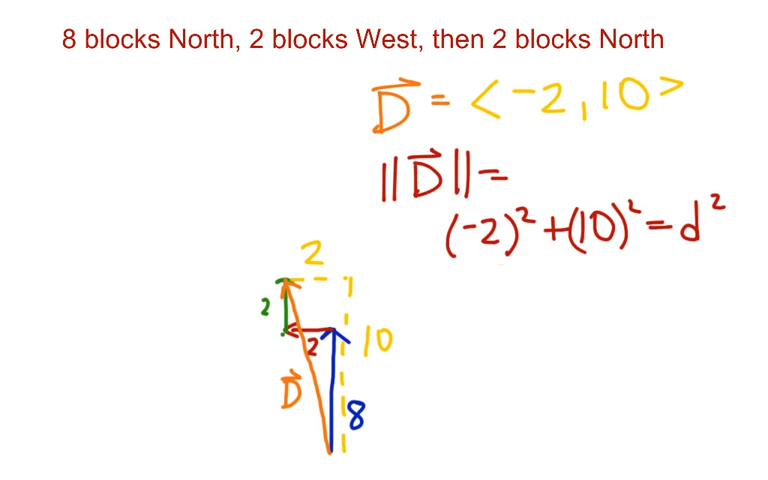 8 blocks North, 2 blocks West, then 2 blocks North
D⃗ = < -2, 10 >
||D⃗|| =
(-2)² + (10)² = d²
2
2
2
10
D⃗
8